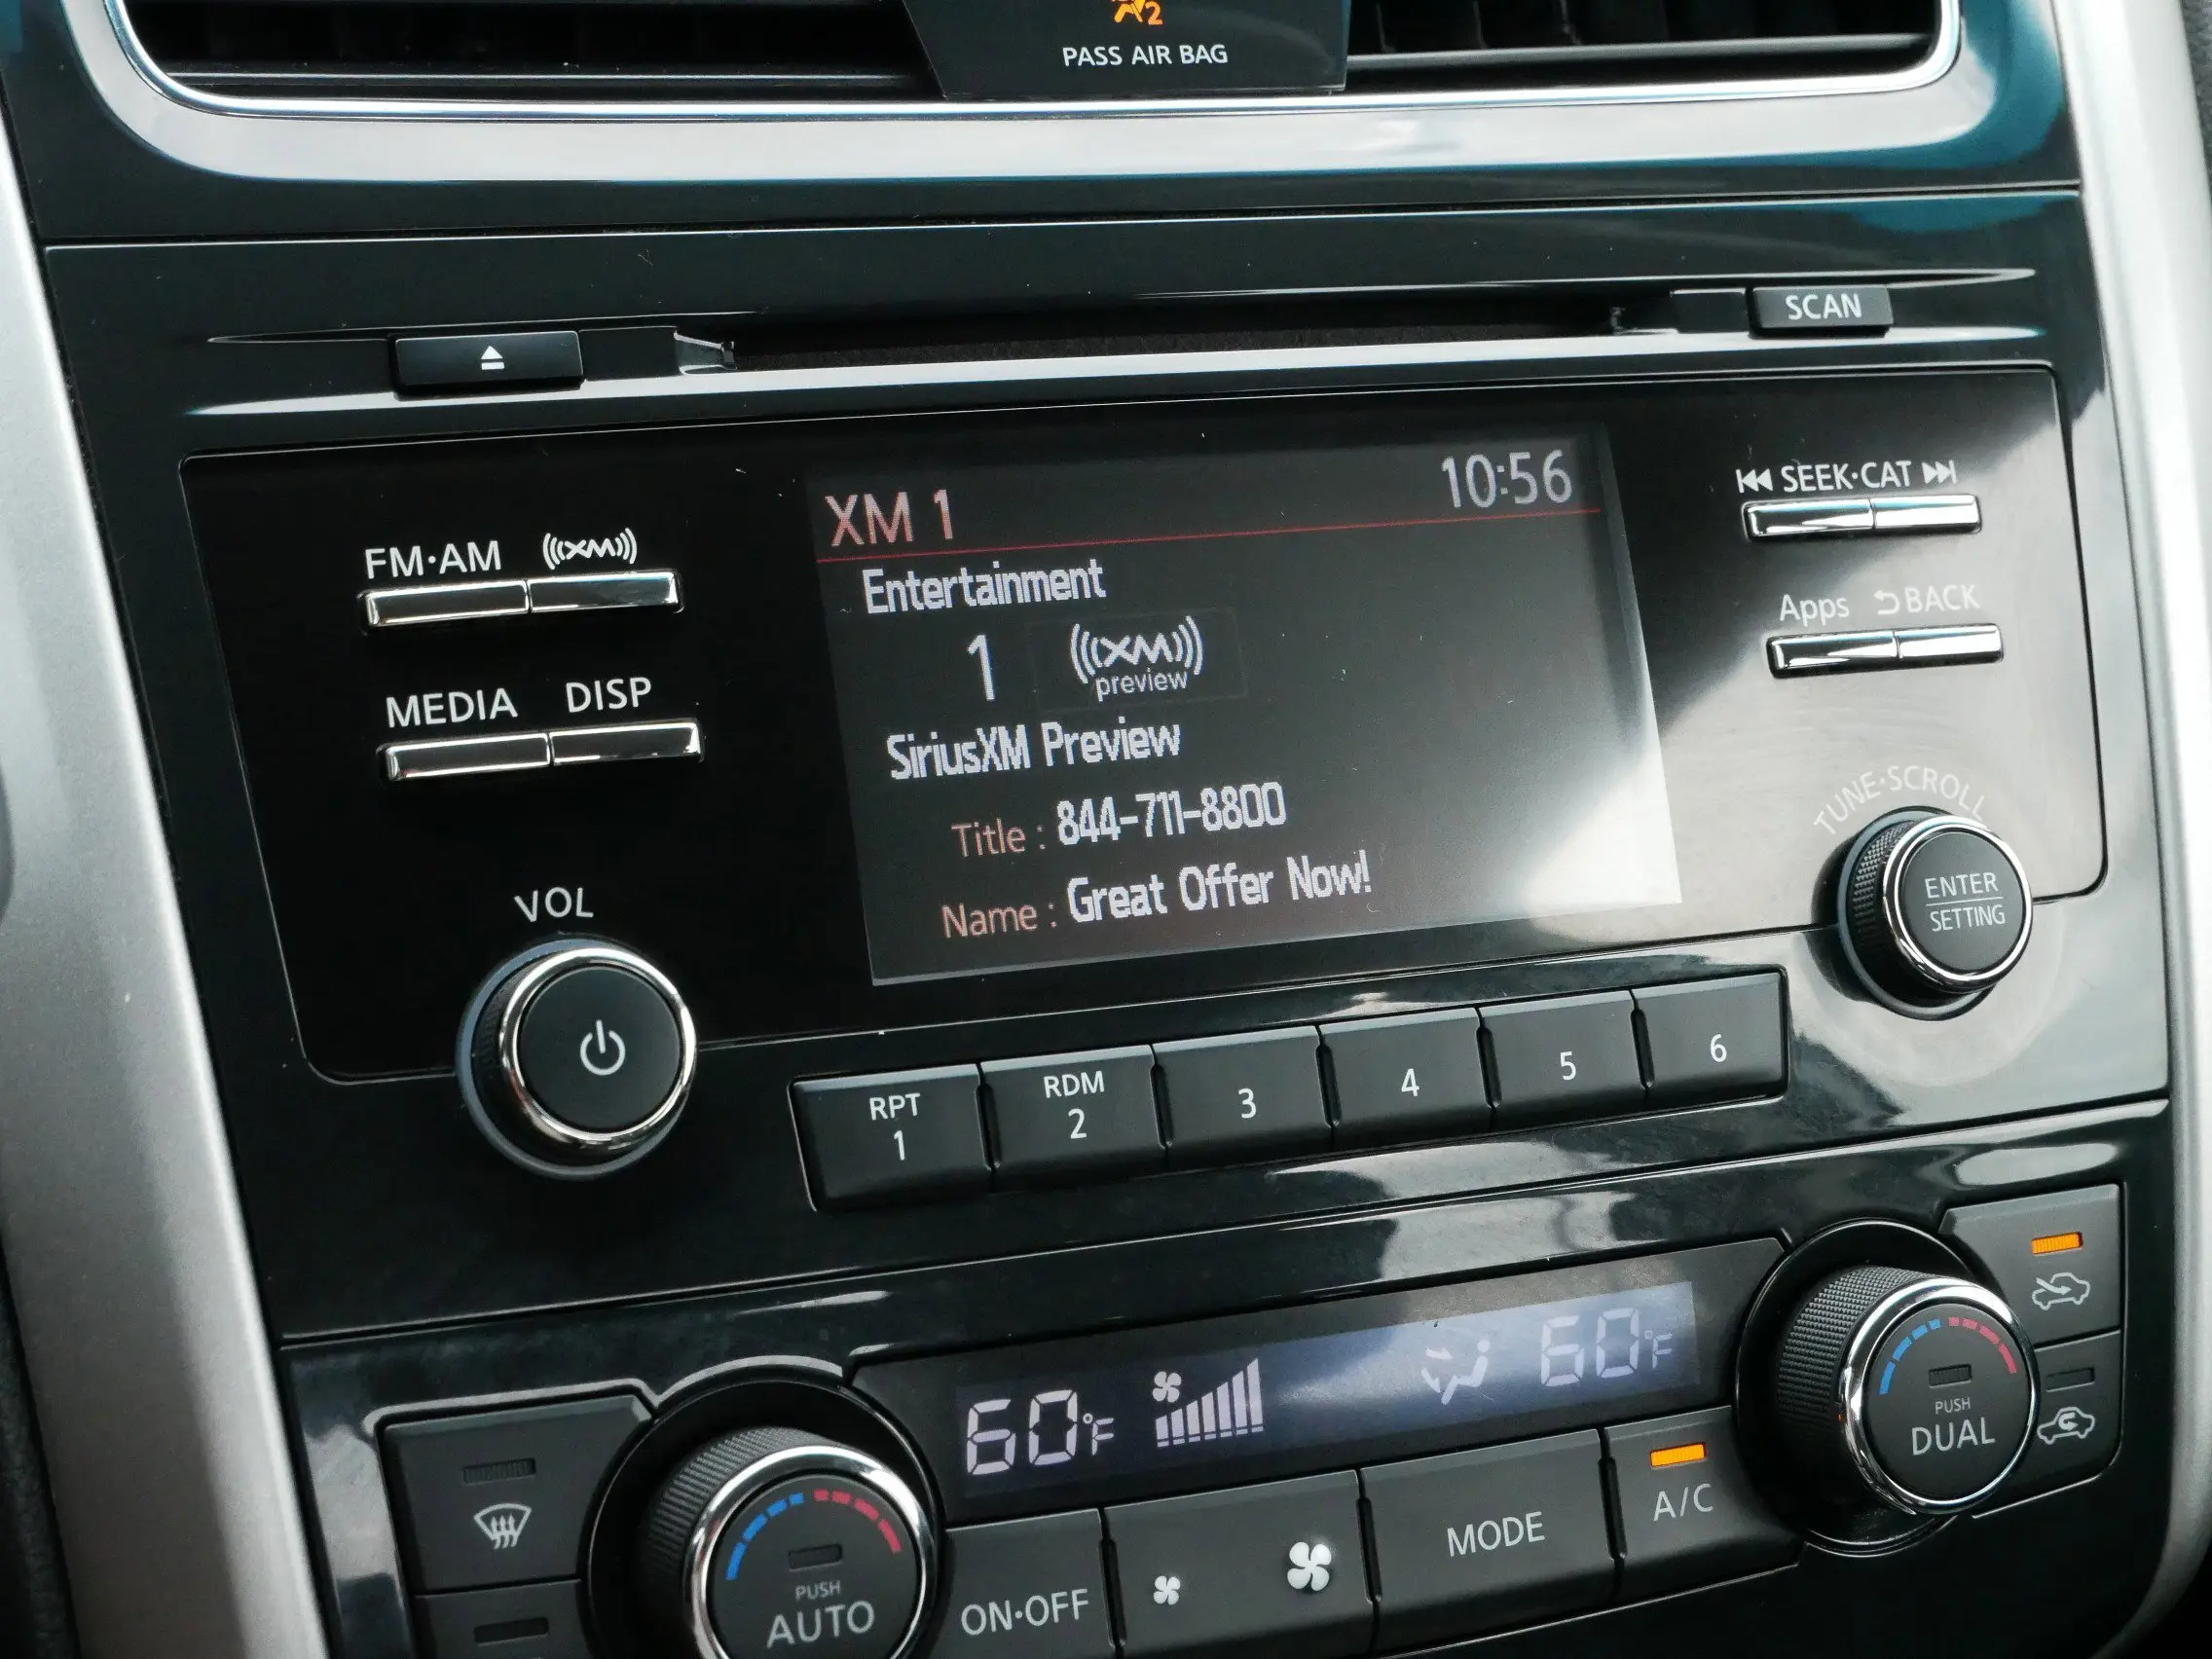 2
PASS AIR BAG
SCAN
XM 1 10:56
Entertainment
1 XM
preview
SiriusXM Preview
Title : 844-711-8800
Name : Great Offer Now!
FM·AM XM
MEDIA DISP
VOL
SEEK·CAT
Apps BACK
TUNE·SCROLL
ENTER
SETTING
RPT
1
RDM
2
3
4
5
6
60°F
60°F
PUSH
AUTO
ON·OFF
MODE
A/C
PUSH
DUAL